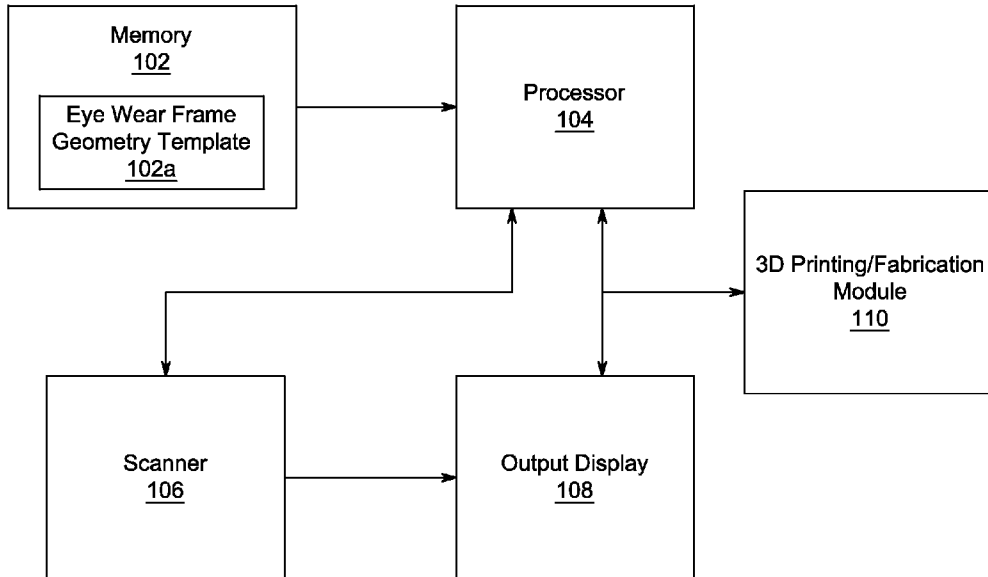 Memory
102
Eye Wear Frame
Geometry Template
102a
Processor
104
3D Printing/Fabrication
Module
110
Scanner
106
Output Display
108